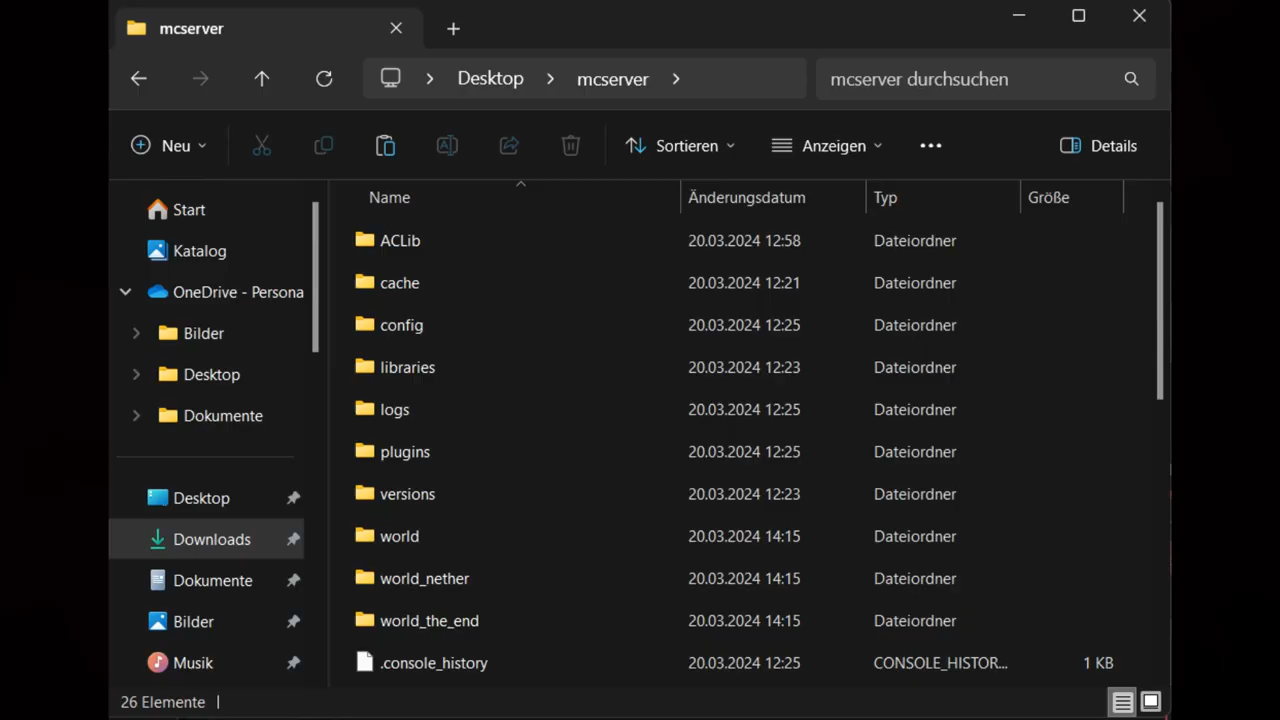 mcserver
Desktop mcserver
mcserver durchsuchen
Neu
Sortieren
Anzeigen
Details
Start
Katalog
OneDrive - Persona
Bilder
Desktop
Dokumente
Desktop
Downloads
Dokumente
Bilder
Musik
Name Änderungsdatum Typ Größe
ACLib 20.03.2024 12:58 Dateiordner
cache 20.03.2024 12:21 Dateiordner
config 20.03.2024 12:25 Dateiordner
libraries 20.03.2024 12:23 Dateiordner
logs 20.03.2024 12:25 Dateiordner
plugins 20.03.2024 12:25 Dateiordner
versions 20.03.2024 12:23 Dateiordner
world 20.03.2024 14:15 Dateiordner
world_nether 20.03.2024 14:15 Dateiordner
world_the_end 20.03.2024 14:15 Dateiordner
.console_history 20.03.2024 12:25 CONSOLE_HISTOR... 1 KB
26 Elemente